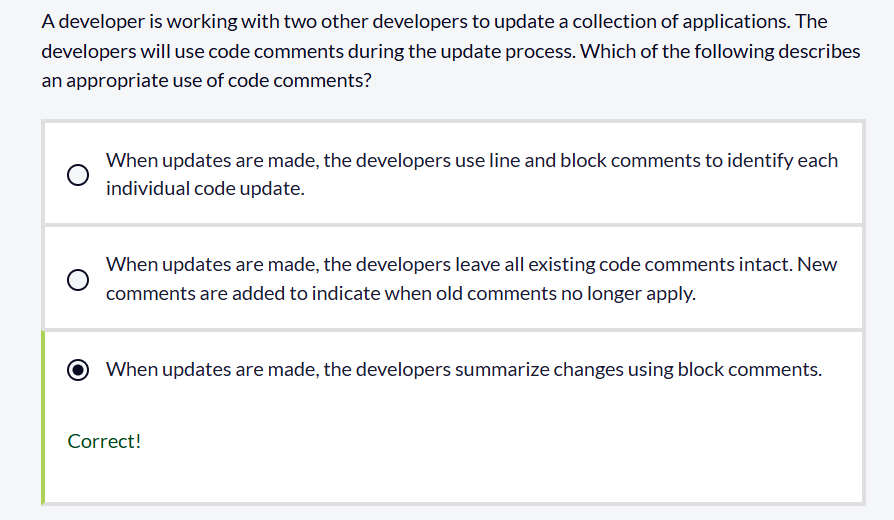 A developer is working with two other developers to update a collection of applications. The
developers will use code comments during the update process. Which of the following describes
an appropriate use of code comments?
When updates are made, the developers use line and block comments to identify each
individual code update.
When updates are made, the developers leave all existing code comments intact. New
comments are added to indicate when old comments no longer apply.
When updates are made, the developers summarize changes using block comments.
Correct!